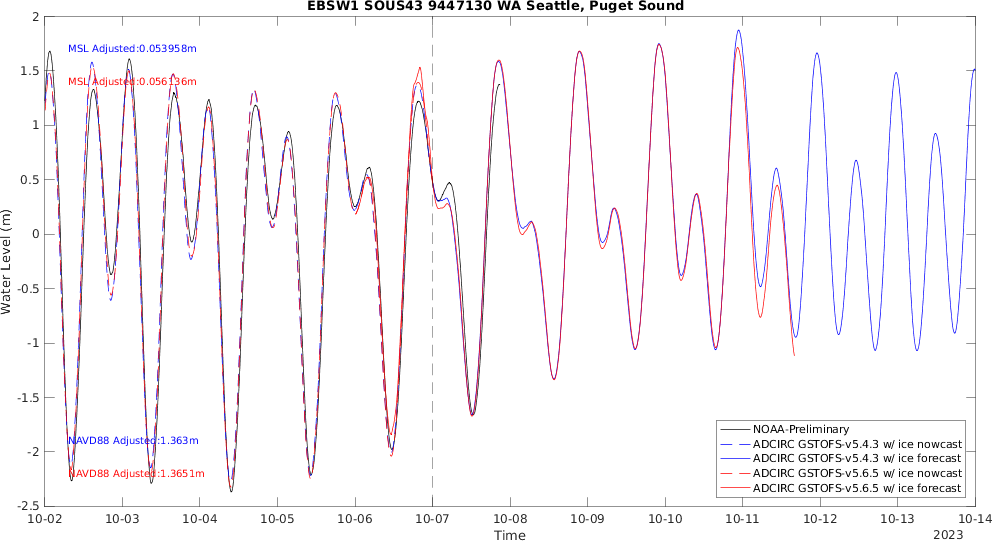 EBSW1 SOUS43 9447130 WA Seattle, Puget Sound
2
1.5
1
0.5
0
-0.5
-1
-1.5
-2
-2.5
Water Level (m)
MSL Adjusted:0.053958m
MSL Adjusted:0.056136m
NAVD88 Adjusted:1.363m
NAVD88 Adjusted:1.3651m
NOAA-Preliminary
ADCIRC GSTOFS-v5.4.3 w/ ice nowcast
ADCIRC GSTOFS-v5.4.3 w/ ice forecast
ADCIRC GSTOFS-v5.6.5 w/ ice nowcast
ADCIRC GSTOFS-v5.6.5 w/ ice forecast
10-02 10-03 10-04 10-05 10-06 10-07 10-08 10-09 10-10 10-11 10-12 10-13 10-14
Time
2023